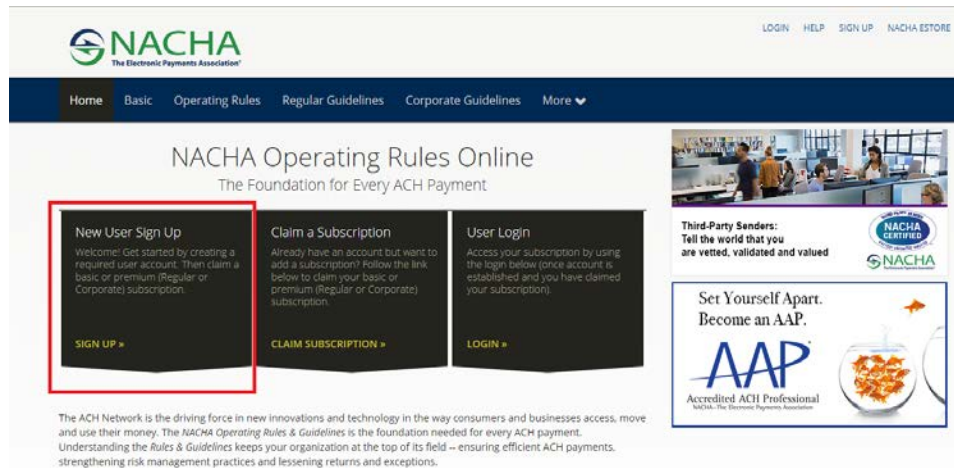 NACHA
The Electronic Payments Association®
LOGIN HELP SIGN UP NACHA ESTORE
Home Basic Operating Rules Regular Guidelines Corporate Guidelines More
NACHA Operating Rules Online
The Foundation for Every ACH Payment
New User Sign Up
Welcome! Get started by creating a
required user account. Then claim a
basic or premium (Regular or
Corporate) subscription.
SIGN UP »
Claim a Subscription
Already have an account but want to
add a subscription? Follow the link
below to claim your basic or
premium (Regular or Corporate)
subscription.
CLAIM SUBSCRIPTION »
User Login
Access your subscription by using
the login below (once account is
established and you have claimed
your subscription).
LOGIN »
Third-Party Senders:
Tell the world that you
are vetted, validated and valued
NACHA
CERTIFIED
NACHA
Set Yourself Apart.
Become an AAP.
AAP
Accredited ACH Professional
NACHA—The Electronic Payments Association
The ACH Network is the driving force in new innovations and technology in the way consumers and businesses access, move
and use their money. The NACHA Operating Rules & Guidelines is the foundation needed for every ACH payment.
Understanding the Rules & Guidelines keeps your organization at the top of its field -- ensuring efficient ACH payments,
strengthening risk management practices and lessening returns and exceptions.